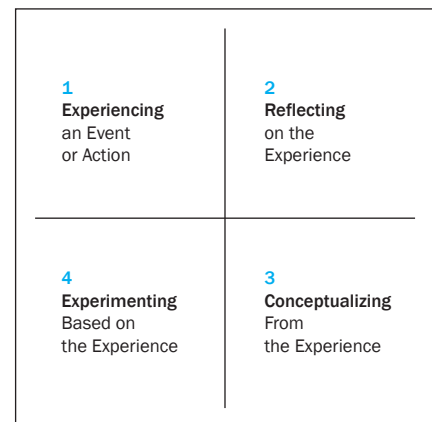 1
Experiencing
an Event
or Action
2
Reflecting
on the
Experience
4
Experimenting
Based on
the Experience
3
Conceptualizing
From
the Experience